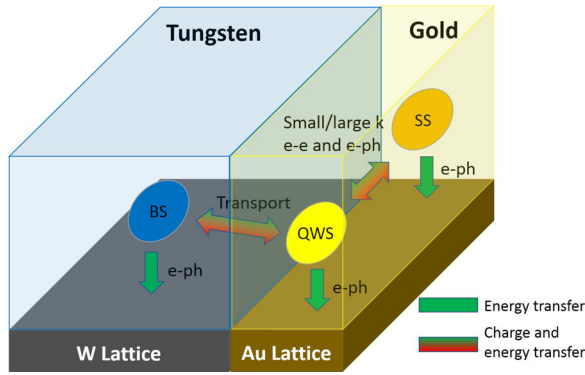 Tungsten
Gold
Small/large k
e-e and e-ph
SS
e-ph
BS
Transport
QWS
e-ph
e-ph
W Lattice
Au Lattice
Energy transfer
Charge and
energy transfer